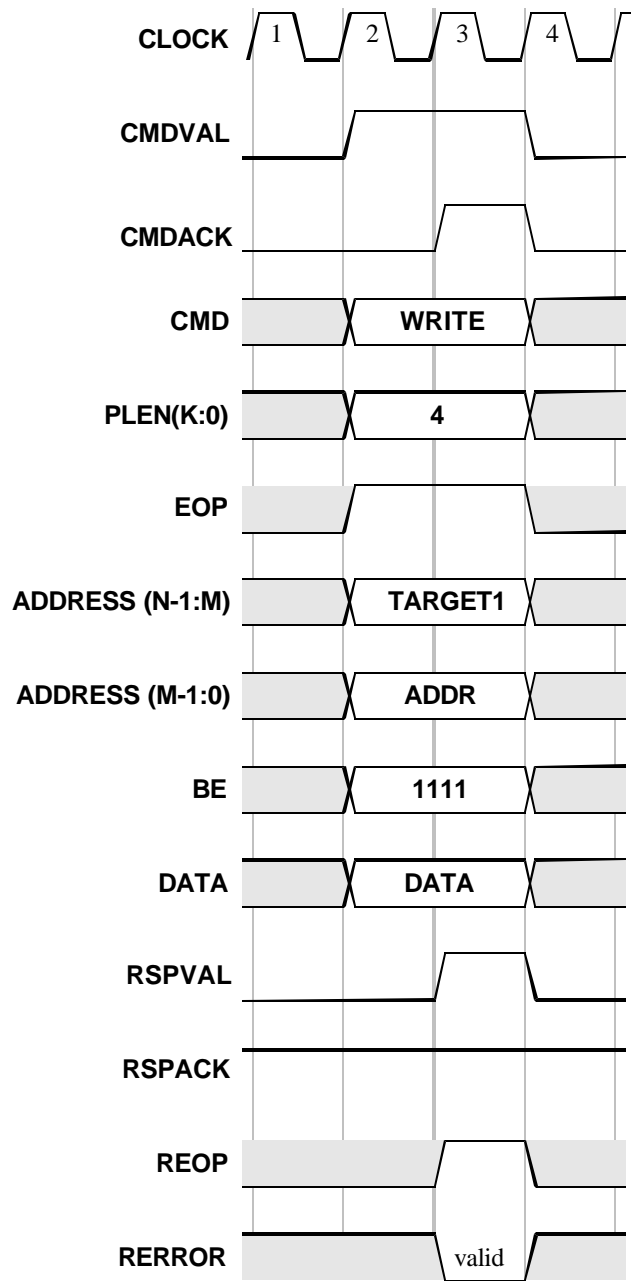 CLOCK 1 2 3 4
CMDVAL
CMDACK
CMD WRITE
PLEN(K:0) 4
EOP
ADDRESS (N-1:M) TARGET1
ADDRESS (M-1:0) ADDR
BE 1111
DATA DATA
RSPVAL
RSPACK
REOP
RERROR valid